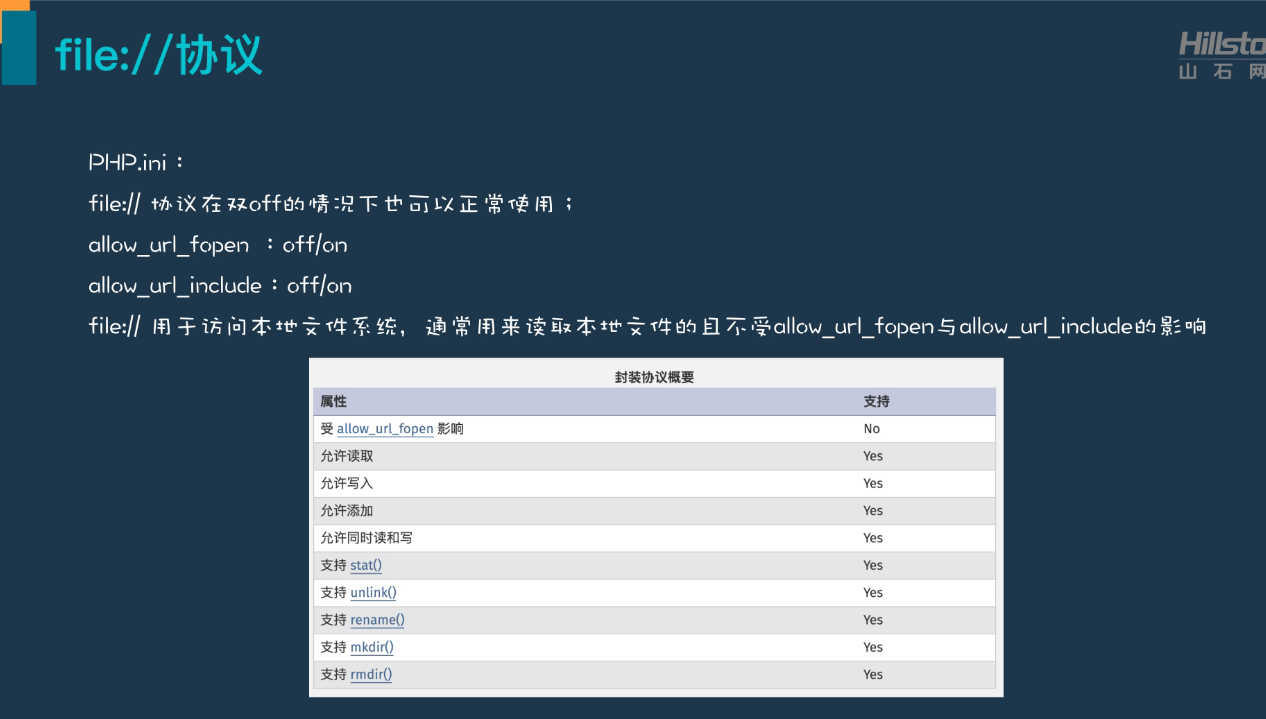 file://协议
Hillsto
山石网
PHP.ini：
file:// 协议在双off的情况下也可以正常使用；
allow_url_fopen ：off/on
allow_url_include：off/on
file:// 用于访问本地文件系统，通常用来读取本地文件的且不受allow_url_fopen与allow_url_include的影响
封装协议概要
属性 支持
受 allow_url_fopen 影响 No
允许读取 Yes
允许写入 Yes
允许添加 Yes
允许同时读和写 Yes
支持 stat() Yes
支持 unlink() Yes
支持 rename() Yes
支持 mkdir() Yes
支持 rmdir() Yes